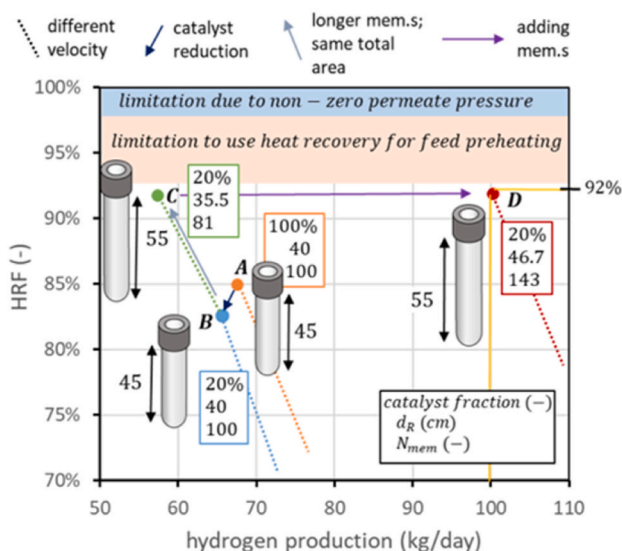 different velocity
catalyst reduction
longer mem.s; same total area
adding mem.s
100%
95%
90%
85%
80%
75%
70%
HRF (-)
limitation due to non − zero permeate pressure
limitation to use heat recovery for feed preheating
92%
C
20%
35.5
81
55
D
20%
46.7
143
55
A
100%
40
100
45
B
20%
40
100
45
catalyst fraction (−)
d_R (cm)
N_mem (−)
50
60
70
80
90
100
110
hydrogen production (kg/day)